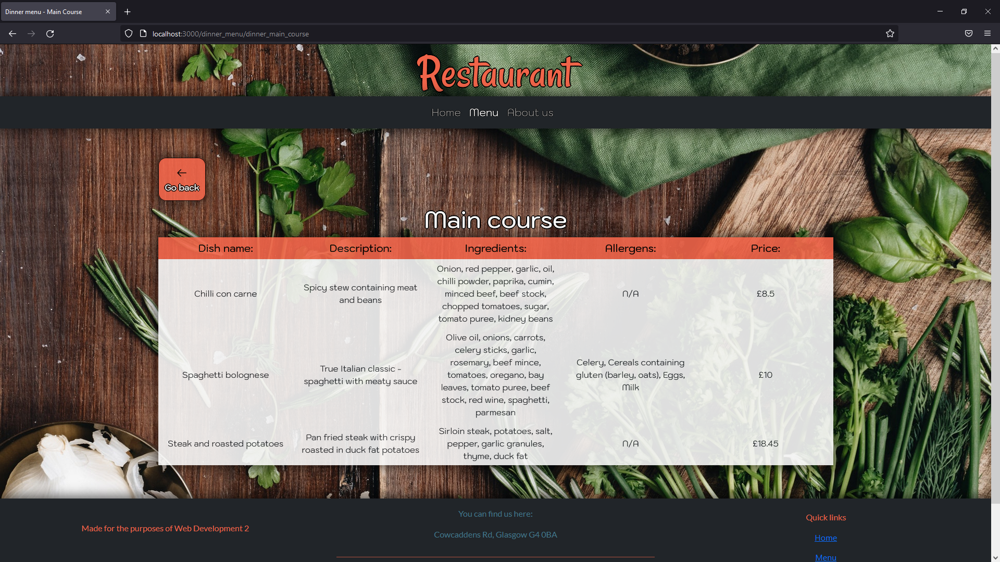 Dinner menu - Main Course
localhost:3000/dinner_menu/dinner_main_course
Restaurant
Home Menu About us
Go back
Main course
Dish name: Description: Ingredients: Allergens: Price:
Chilli con carne
Spicy stew containing meat
and beans
Onion, red pepper, garlic, oil,
chilli powder, paprika, cumin,
minced beef, beef stock,
chopped tomatoes, sugar,
tomato puree, kidney beans
N/A
£8.5
Spaghetti bolognese
True Italian classic -
spaghetti with meaty sauce
Olive oil, onions, carrots,
celery sticks, garlic,
rosemary, beef mince,
tomatoes, oregano, bay
leaves, tomato puree, beef
stock, red wine, spaghetti,
parmesan
Celery, Cereals containing
gluten (barley, oats), Eggs,
Milk
£10
Steak and roasted potatoes
Pan fried steak with crispy
roasted in duck fat potatoes
Sirloin steak, potatoes, salt,
pepper, garlic granules,
thyme, duck fat
N/A
£18.45
Made for the purposes of Web Development 2
You can find us here:
Cowcaddens Rd, Glasgow G4 0BA
Quick links
Home
Menu